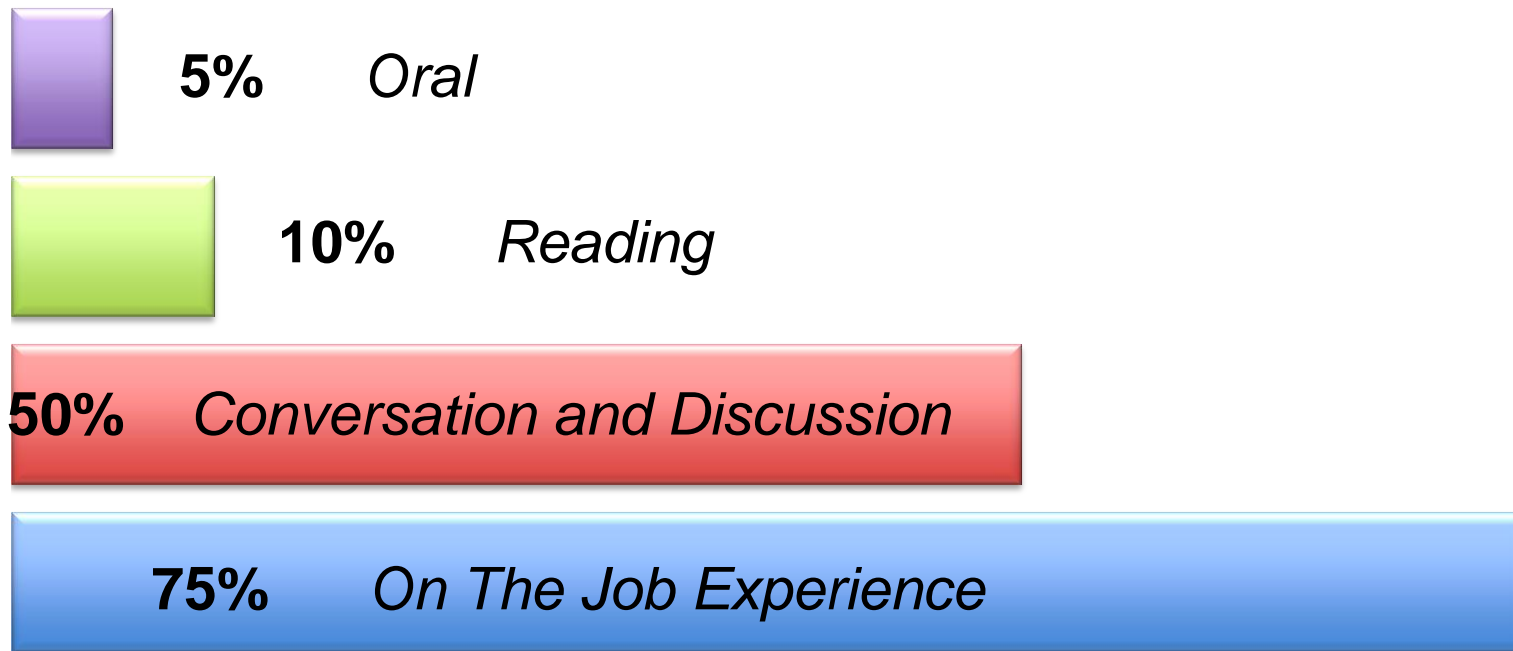 5% Oral
10% Reading
50% Conversation and Discussion
75% On The Job Experience